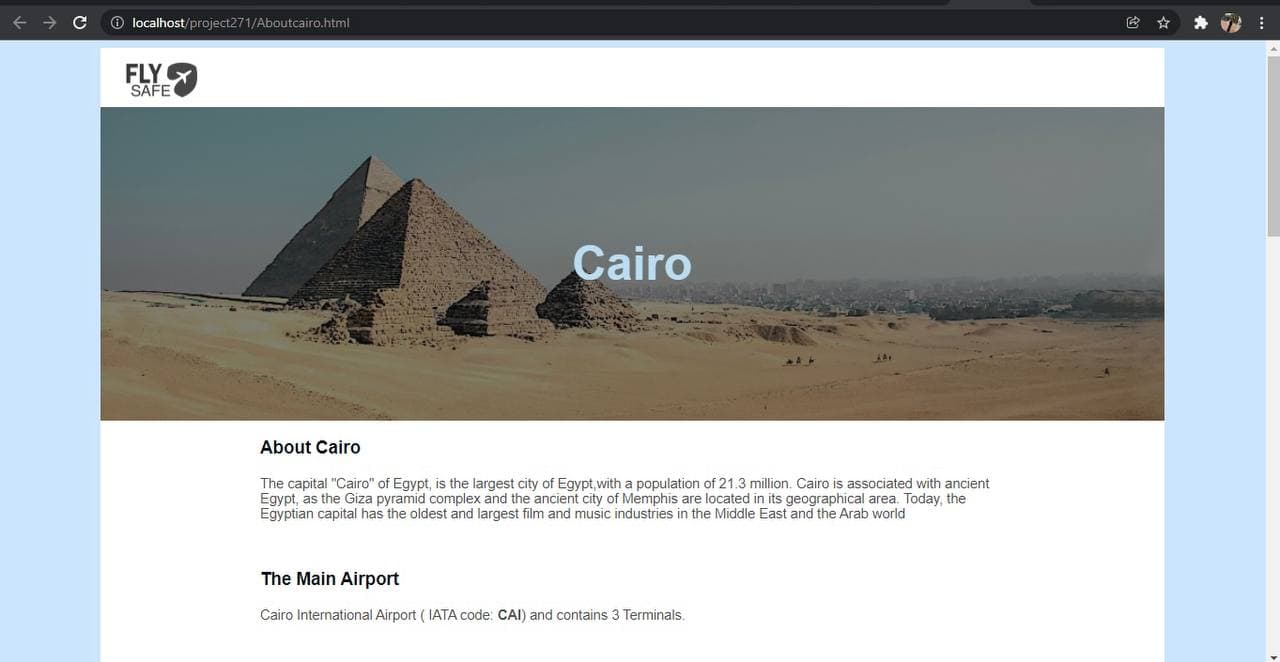 localhost/project271/Aboutcairo.html
FLY
SAFE
Cairo
About Cairo
The capital "Cairo" of Egypt, is the largest city of Egypt,with a population of 21.3 million. Cairo is associated with ancient
Egypt, as the Giza pyramid complex and the ancient city of Memphis are located in its geographical area. Today, the
Egyptian capital has the oldest and largest film and music industries in the Middle East and the Arab world
The Main Airport
Cairo International Airport ( IATA code: CAI) and contains 3 Terminals.